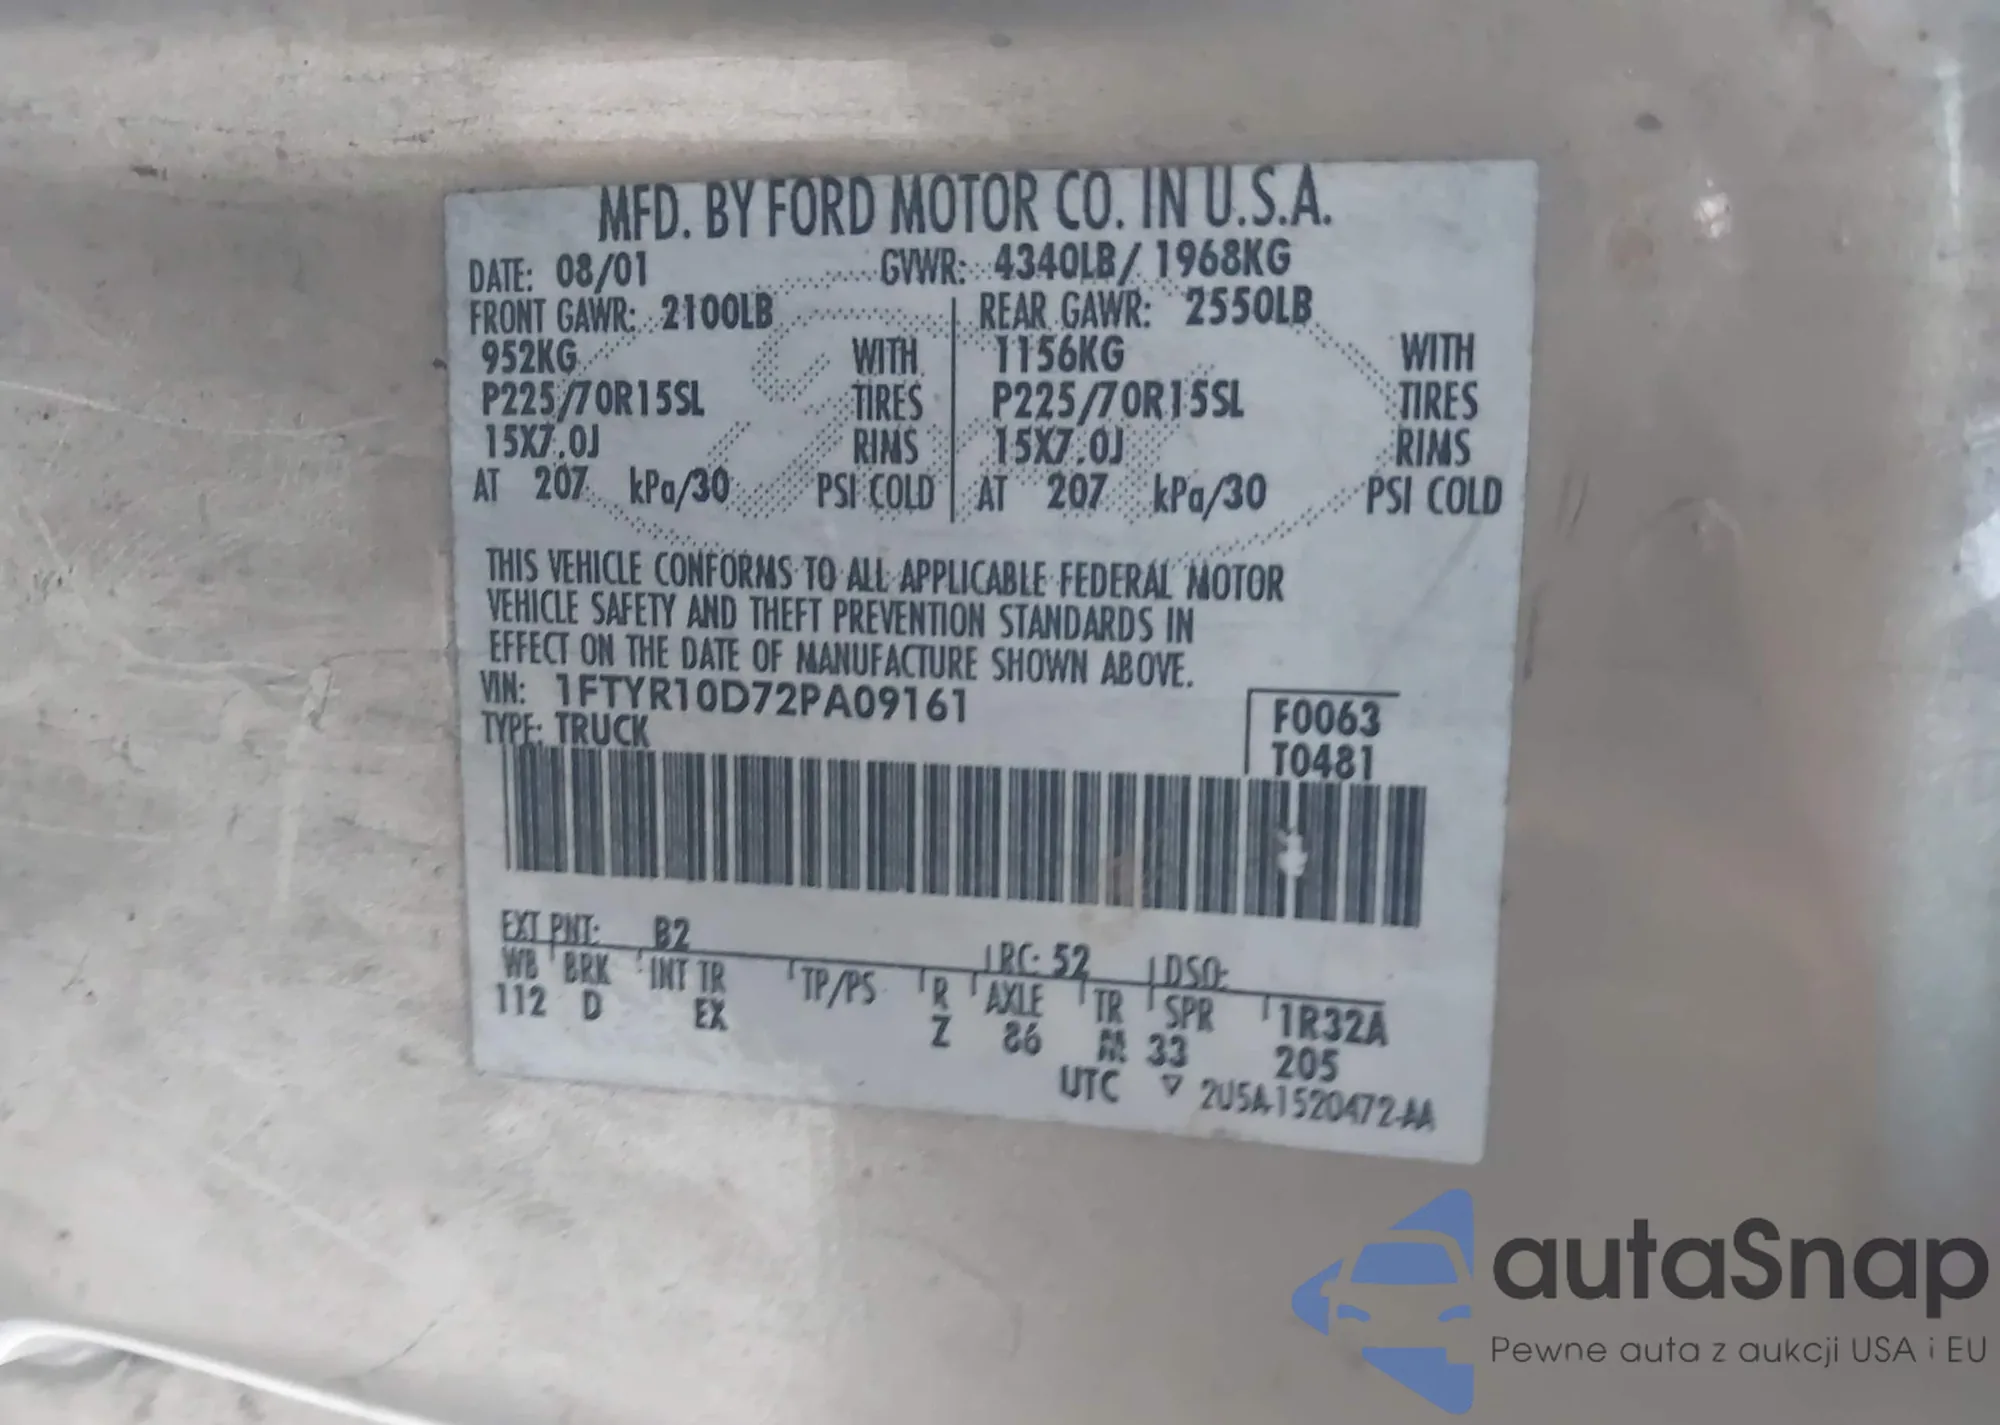 MFD. BY FORD MOTOR CO. IN U.S.A.
DATE: 08/01 GVWR: 4340LB/ 1968KG
FRONT GAWR: 2100LB REAR GAWR: 2550LB
952KG WITH 1156KG WITH
P225/70R15SL TIRES P225/70R15SL TIRES
15X7.0J RIMS 15X7.0J RIMS
AT 207 kPa/30 PSI COLD AT 207 kPa/30 PSI COLD
THIS VEHICLE CONFORMS TO ALL APPLICABLE FEDERAL MOTOR
VEHICLE SAFETY AND THEFT PREVENTION STANDARDS IN
EFFECT ON THE DATE OF MANUFACTURE SHOWN ABOVE.
VIN: 1FTYR10D72PA09161 F0063
TYPE: TRUCK T0481
EXT PNT: B2 RC: 52 DSO:
WB BRK INT TR TP/PS R AXLE TR SPR 1R32A
112 D EX Z 86 M 33 205
UTC ▽ 2U5A-1520472-AA
autaSnap
Pewne auta z aukcji USA i EU